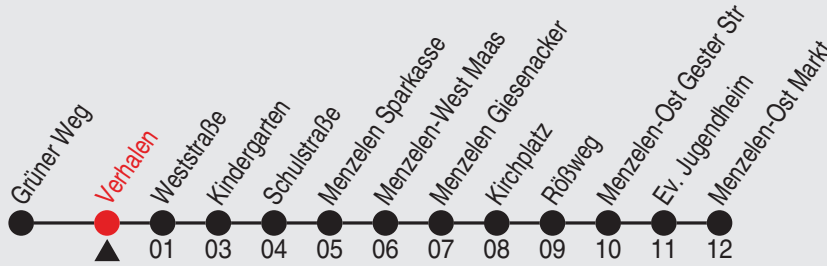 Grüner Weg
Verhalen
Weststraße
Kindergarten
Schulstraße
Menzelen Sparkasse
Menzelen-West Maas
Menzelen Giesenacker
Kirchplatz
Rößweg
Menzelen-Ost Gester Str
Ev. Jugendheim
Menzelen-Ost Markt
01 03 04 05 06 07 08 09 10 11 12